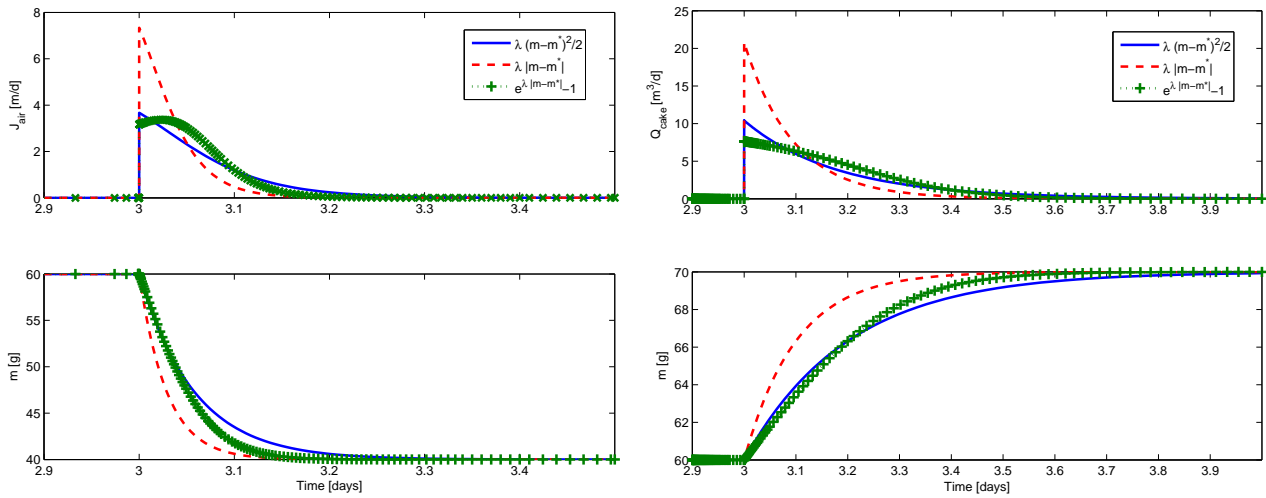 8
6
4
2
0
J_air [m/d]
2.9 3 3.1 3.2 3.3 3.4
λ (m−m^*)^2/2
λ |m−m^*|
e^{λ |m−m*|}−1
25
20
15
10
5
0
Q_cake [m^3/d]
2.9 3 3.1 3.2 3.3 3.4 3.5 3.6 3.7 3.8 3.9
λ (m−m^*)^2/2
λ |m−m^*|
e^{λ |m−m*|}−1
60
55
50
45
40
m [g]
2.9 3 3.1 3.2 3.3 3.4
Time [days]
70
68
66
64
62
60
m [g]
2.9 3 3.1 3.2 3.3 3.4 3.5 3.6 3.7 3.8 3.9
Time [days]